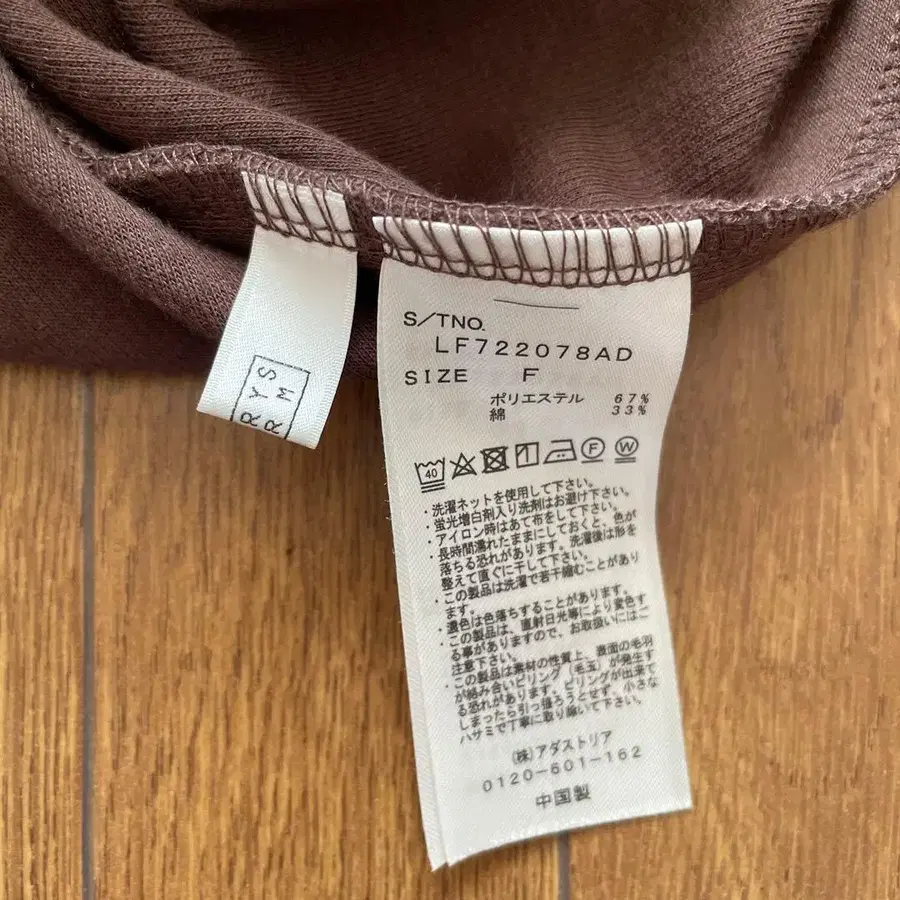 S/TNO.
LF722078AD
SIZE F
ポリエステル 67%
綿 33%
40 F W
・洗濯ネットを使用して下さい。
・蛍光増白剤入り洗剤はお避け下さい。
・アイロン時はあて布をして下さい。
・長時間濡れたままにしておくと、色が
落ちる恐れがあります。洗濯後は形を
整えて直ぐに干して下さい。
・この製品は洗濯で若干縮むことがあり
ます。
・濃色は色落ちすることがあります。
・この製品は、直射日光等により変色す
る事がありますので、お取扱いにはご
注意下さい。
・この製品は素材の性質上、表面の毛羽
が絡み合いピリング（毛玉）が発生す
る恐れがあります。ピリングが出来て
しまったら引っ張ろうとせず、小さな
ハサミで丁寧に取り除いて下さい。
(株)アダストリア
0120-601-162
中国製
RYS
RM